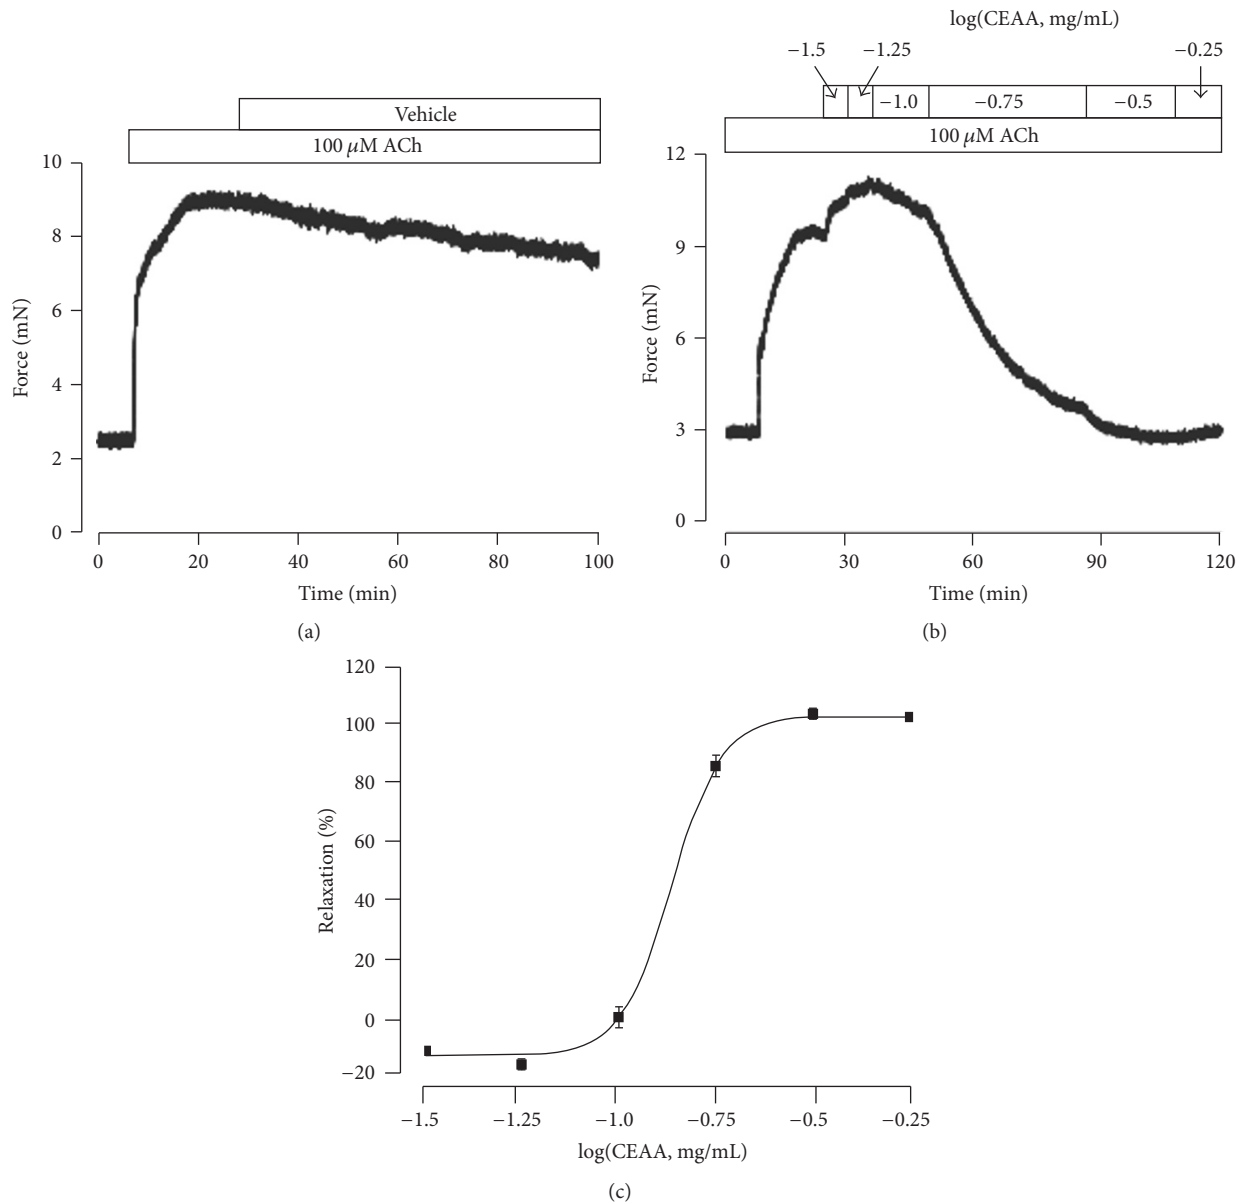 Vehicle
100 μM ACh
10
8
6
4
2
0
Force (mN)
0 20 40 60 80 100
Time (min)
(a)
log(CEAA, mg/mL)
−1.5 −1.25 −0.25
−1.0 −0.75 −0.5
100 μM ACh
12
9
6
3
0
Force (mN)
0 30 60 90 120
Time (min)
(b)
120
100
80
60
40
20
0
−20
Relaxation (%)
−1.5 −1.25 −1.0 −0.75 −0.5 −0.25
log(CEAA, mg/mL)
(c)